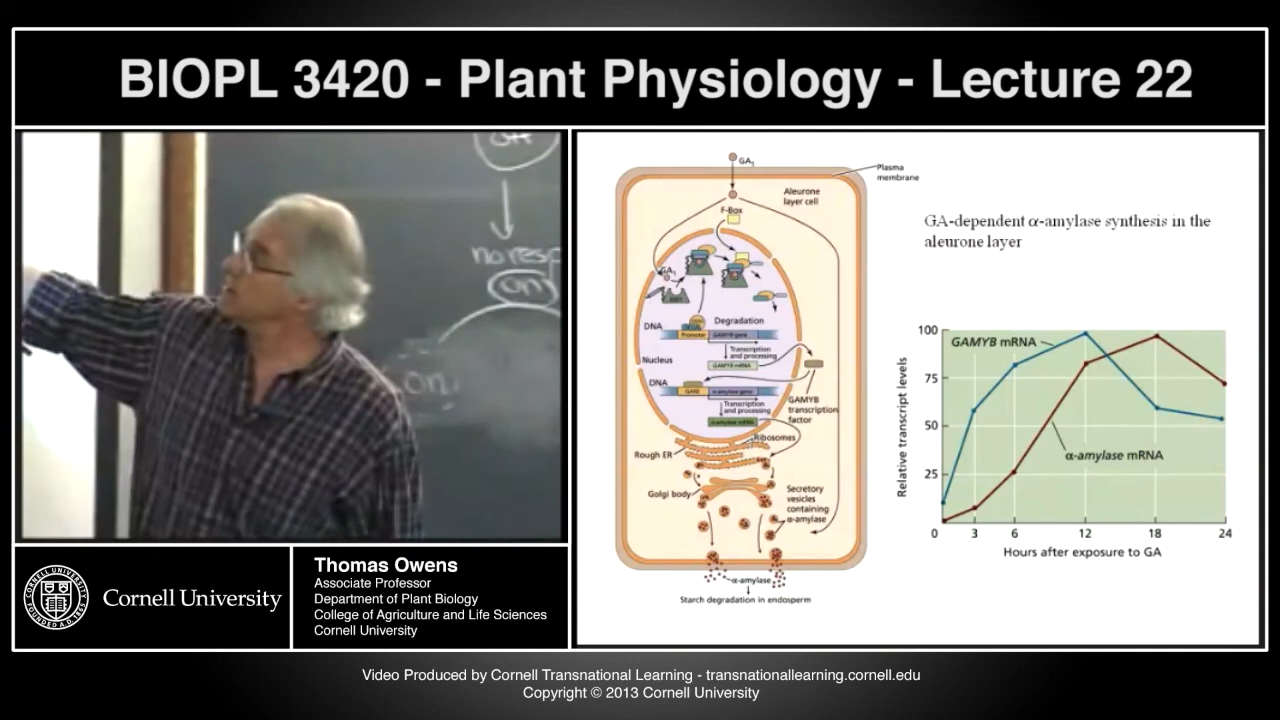 BIOPL 3420 - Plant Physiology - Lecture 22
no resp
on
on
Thomas Owens
Associate Professor
Department of Plant Biology
College of Agriculture and Life Sciences
Cornell University
Cornell University
GA₁
Plasma
membrane
Aleurone
layer cell
F-Box
GA₁
Degradation
DNA
Promoter
GAMYB gene
Transcription
and processing
GAMYB mRNA
Nucleus
DNA
GARE
α-amylase gene
Transcription
and processing
α-amylase mRNA
GAMYB
transcription
factor
Ribosomes
Rough ER
Golgi body
Secretory
vesicles
containing
α-amylase
α-amylase
Starch degradation in endosperm
GA-dependent α-amylase synthesis in the
aleurone layer
Relative transcript levels
100
75
50
25
GAMYB mRNA
α-amylase mRNA
0 3 6 12 18 24
Hours after exposure to GA
Video Produced by Cornell Transnational Learning - transnationallearning.cornell.edu
Copyright © 2013 Cornell University